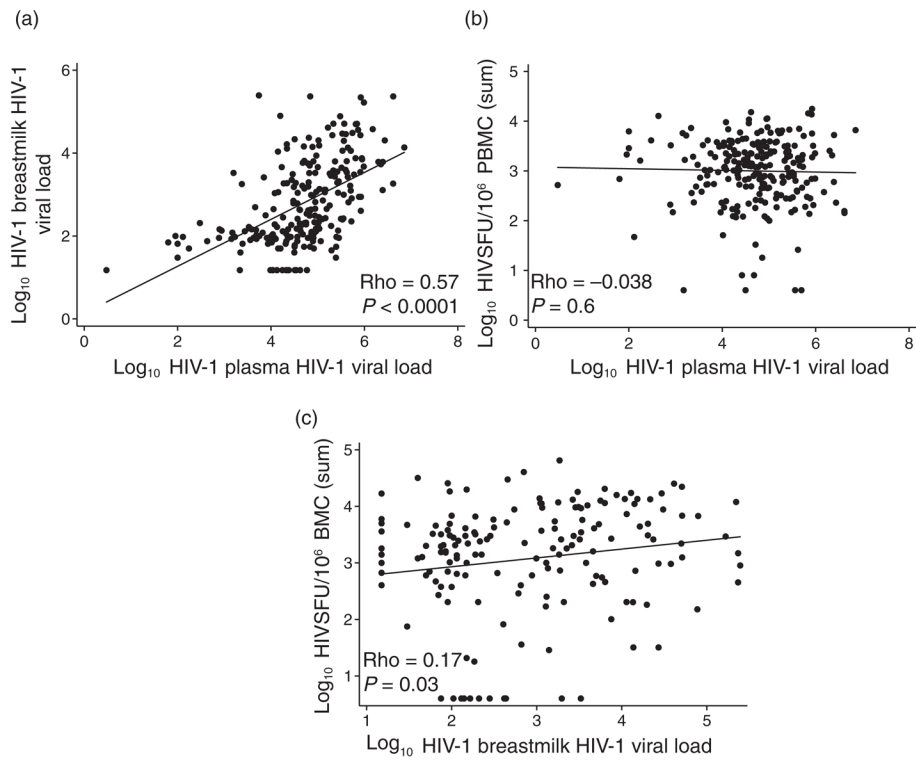 (a)
Log₁₀ HIV-1 breastmilk HIV-1
viral load
6
4
2
0
0 2 4 6 8
Rho = 0.57
P < 0.0001
Log₁₀ HIV-1 plasma HIV-1 viral load
(b)
Log₁₀ HIVSFU/10⁶ PBMC (sum)
5
4
3
2
1
0
0 2 4 6 8
Rho = –0.038
P = 0.6
Log₁₀ HIV-1 plasma HIV-1 viral load
(c)
Log₁₀ HIVSFU/10⁶ BMC (sum)
5
4
3
2
1
Rho = 0.17
P = 0.03
1 2 3 4 5
Log₁₀ HIV-1 breastmilk HIV-1 viral load